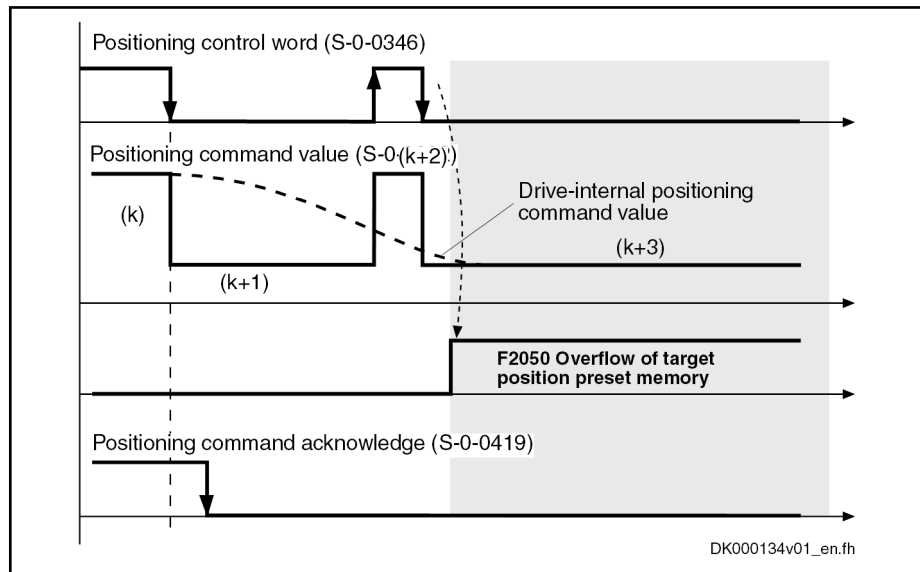 Positioning control word (S-0-0346)
Positioning command value (S-0-
(k+2)
(k)
Drive-internal positioning
command value
(k+3)
(k+1)
F2050 Overflow of target
position preset memory
Positioning command acknowledge (S-0-0419)
DK000134v01_en.fh